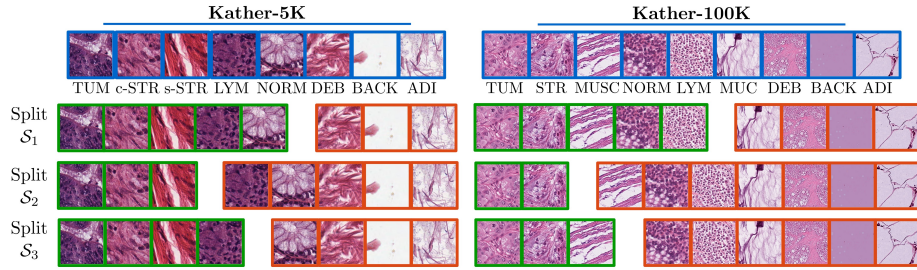 Kather-5K
Kather-100K
TUM c-STR s-STR LYM NORM DEB BACK ADI
TUM STR MUSC NORM LYM MUC DEB BACK ADI
Split
S₁
Split
S₂
Split
S₃